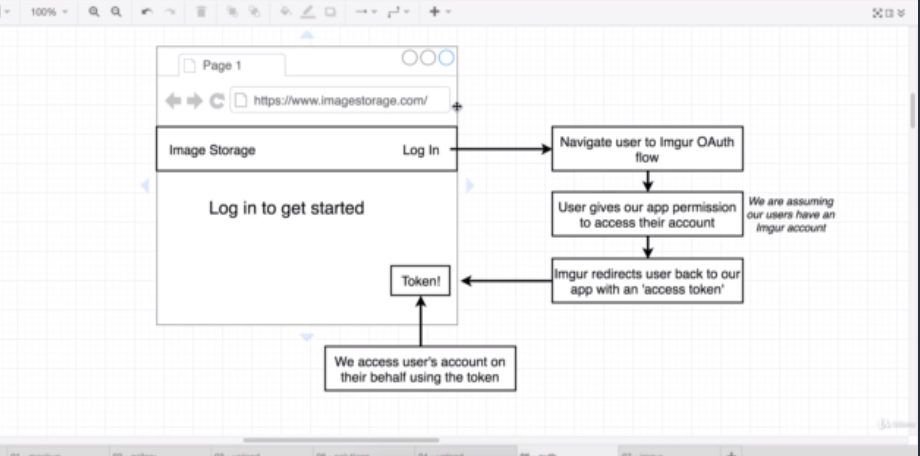 100%
Page 1
https://www.imagestorage.com/
Image Storage
Log In
Log in to get started
Token!
We access user's account on
their behalf using the token
Navigate user to Imgur OAuth
flow
User gives our app permission
to access their account
We are assuming
our users have an
Imgur account
Imgur redirects user back to our
app with an 'access token'